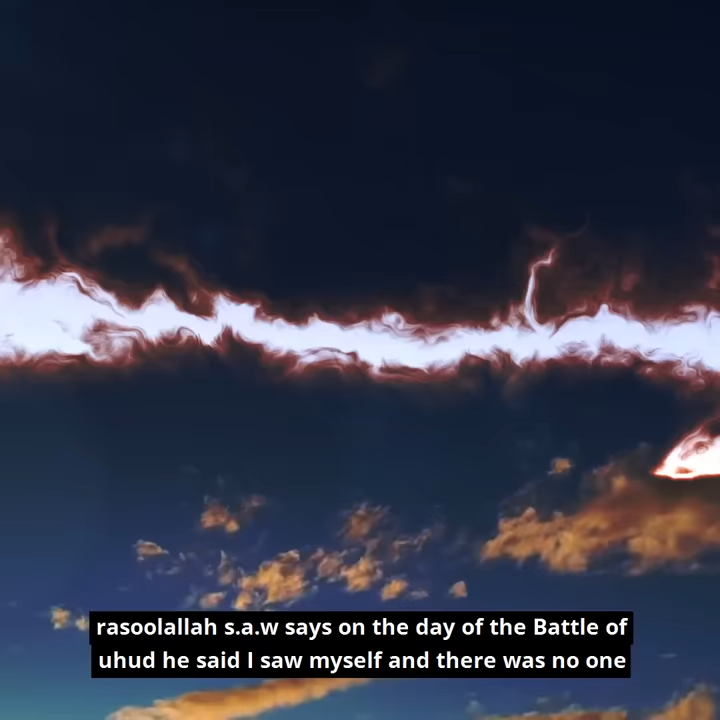 rasoolallah s.a.w says on the day of the Battle of
uhud he said I saw myself and there was no one